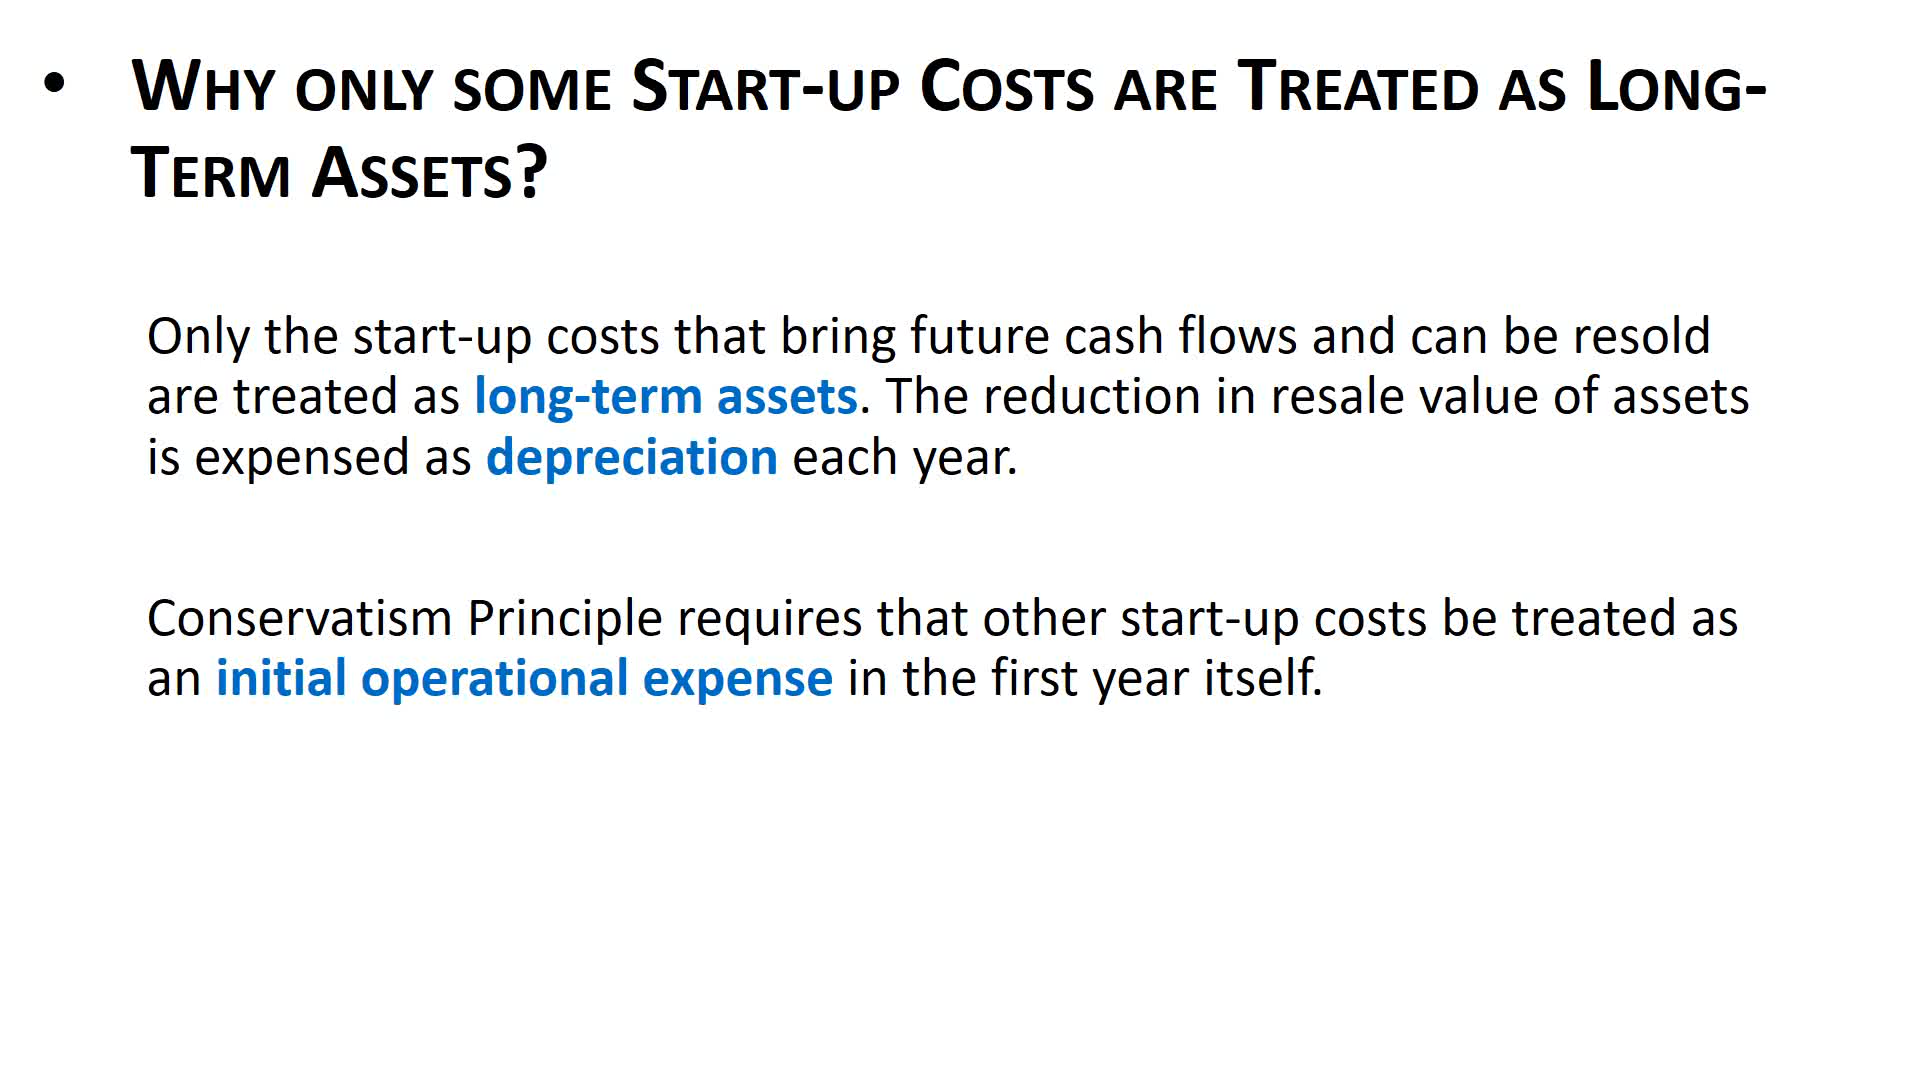 • Why only some Start-up Costs are Treated as Long-
Term Assets?
Only the start-up costs that bring future cash flows and can be resold
are treated as long-term assets. The reduction in resale value of assets
is expensed as depreciation each year.
Conservatism Principle requires that other start-up costs be treated as
an initial operational expense in the first year itself.